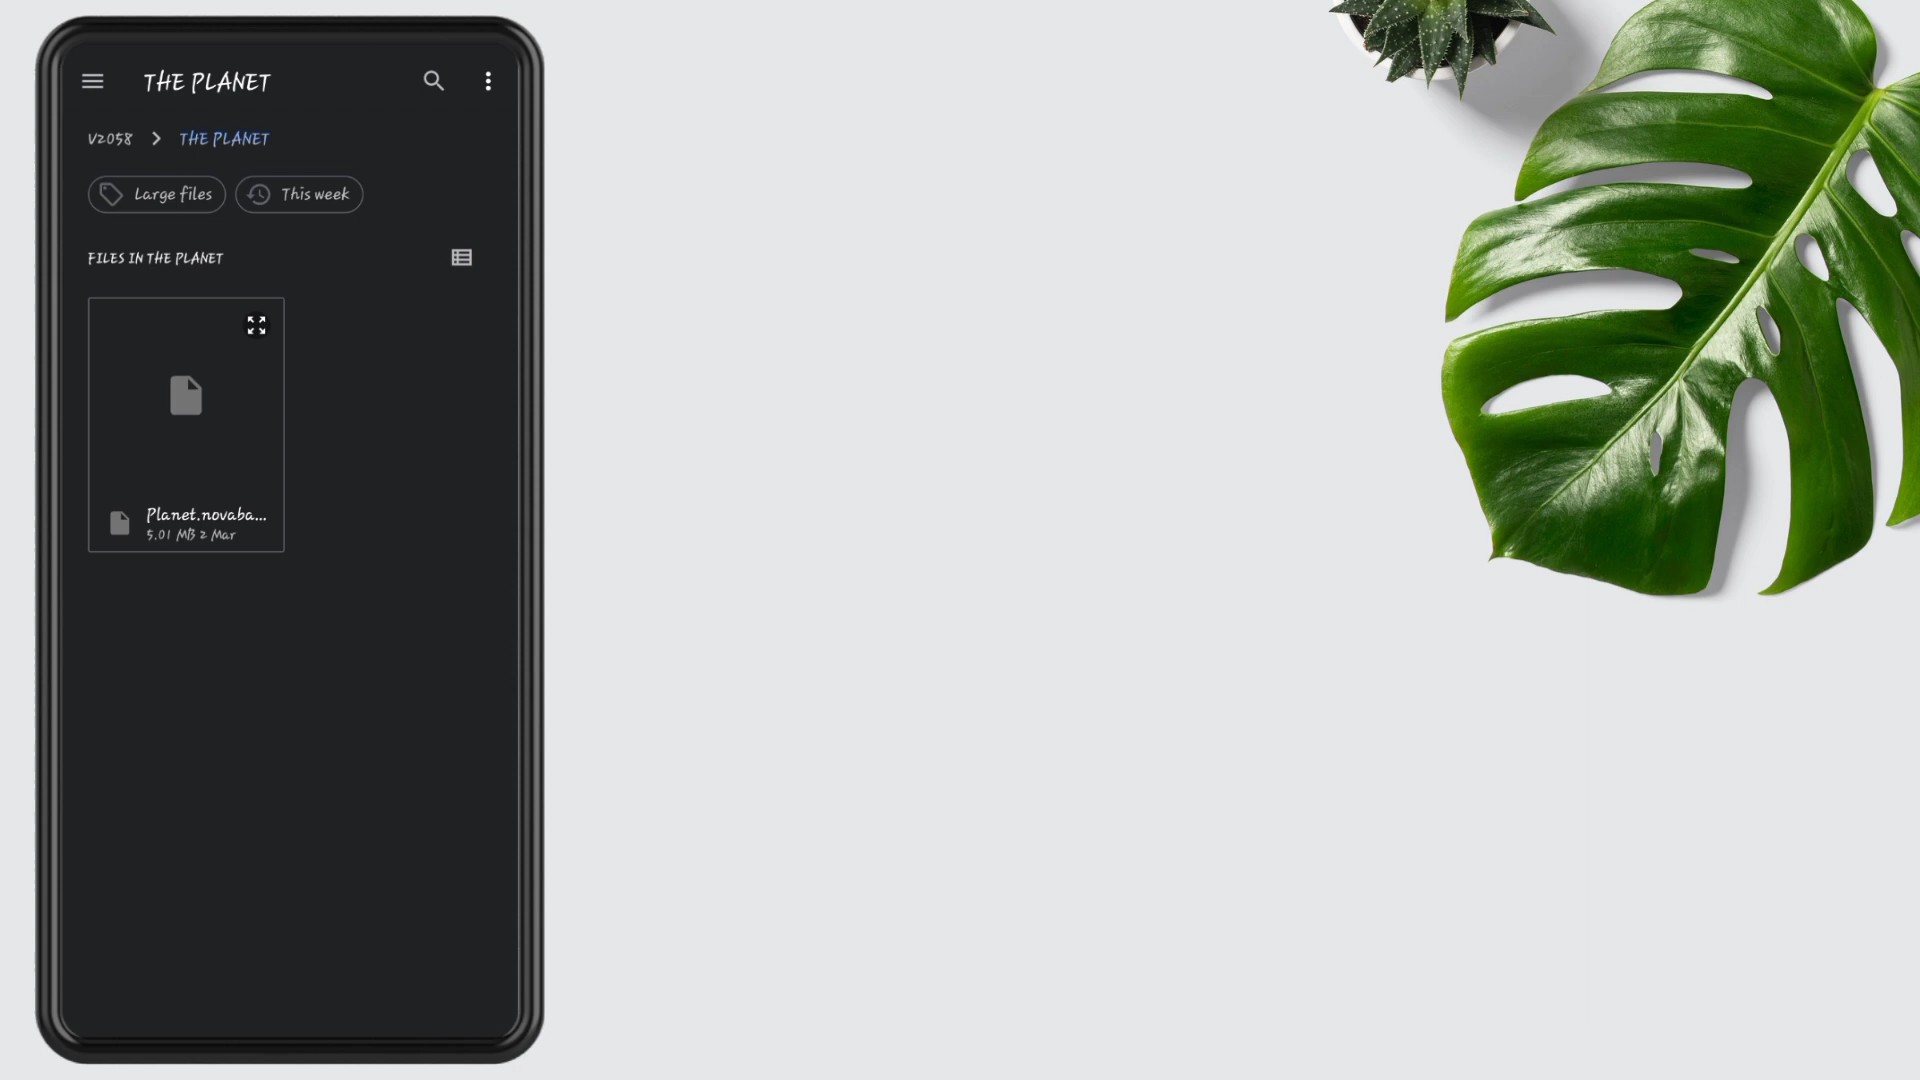 THE PLANET
V2058 > THE PLANET
Large files
This week
FILES IN THE PLANET
Planet.novaba...
5.01 MB 2 Mar